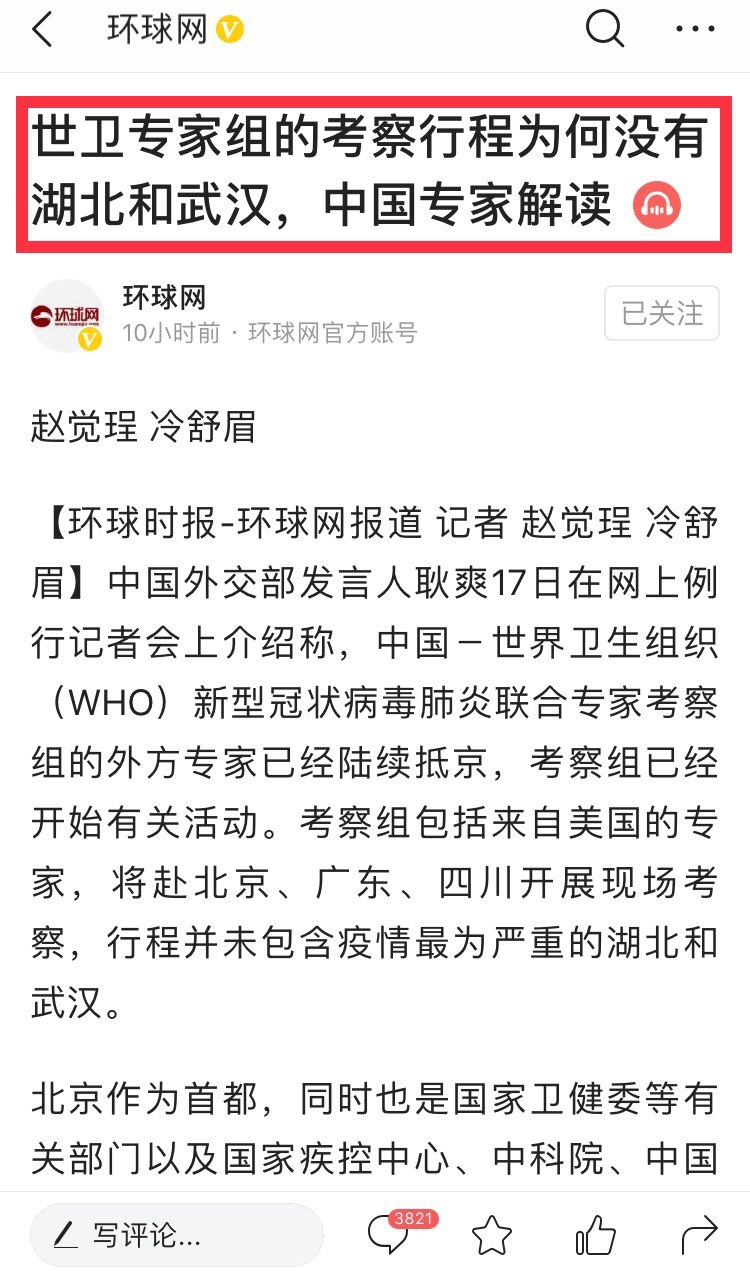 环球网
世卫专家组的考察行程为何没有
湖北和武汉，中国专家解读
环球网
www.huanqiu.com
环球网
10小时前 · 环球网官方账号
已关注
赵觉珵 冷舒眉
【环球时报-环球网报道 记者 赵觉珵 冷舒
眉】中国外交部发言人耿爽17日在网上例
行记者会上介绍称，中国－世界卫生组织
（WHO）新型冠状病毒肺炎联合专家考察
组的外方专家已经陆续抵京，考察组已经
开始有关活动。考察组包括来自美国的专
家，将赴北京、广东、四川开展现场考
察，行程并未包含疫情最为严重的湖北和
武汉。
北京作为首都，同时也是国家卫健委等有
关部门以及国家疾控中心、中科院、中国
写评论...
3821